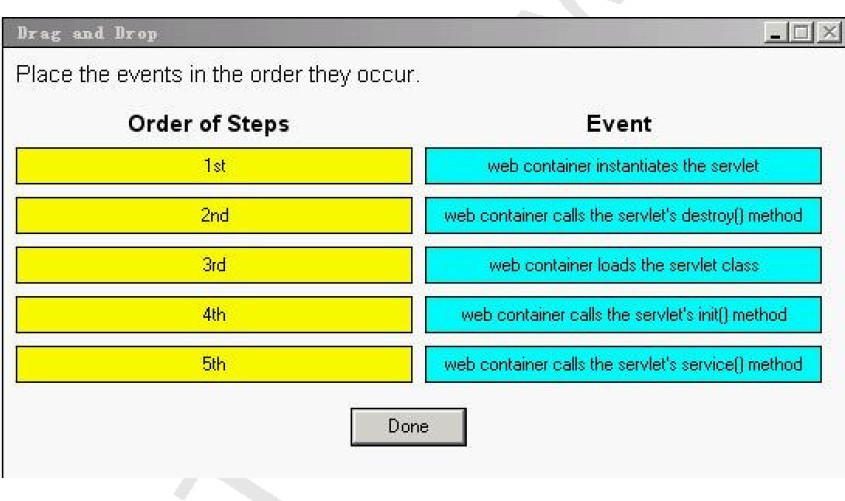 Drag and Drop
Place the events in the order they occur.
Order of Steps
Event
1st
web container instantiates the servlet
2nd
web container calls the servlet's destroy() method
3rd
web container loads the servlet class
4th
web container calls the servlet's init() method
5th
web container calls the servlet's service() method
Done